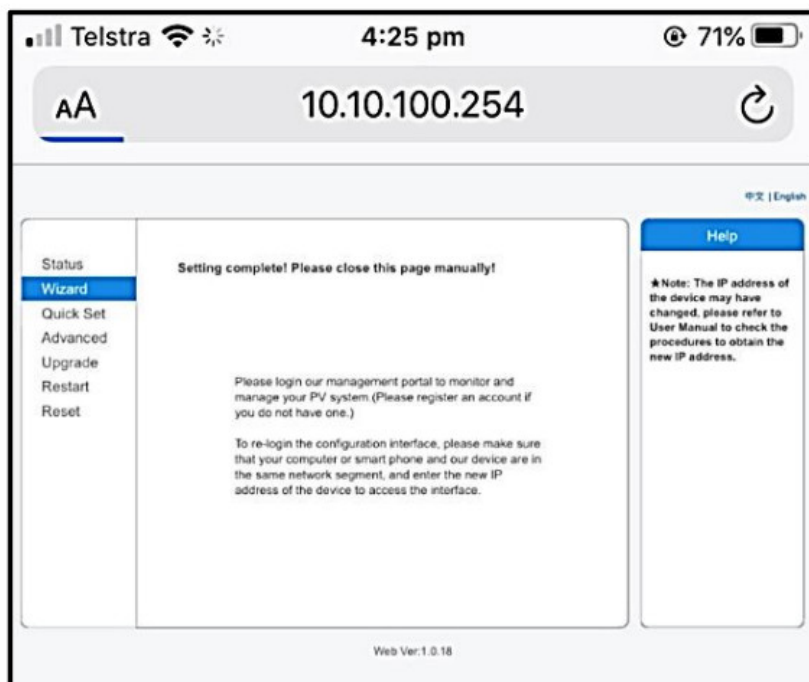 Telstra 4:25 pm 71%
AA 10.10.100.254
中文 | English
Status
Wizard
Quick Set
Advanced
Upgrade
Restart
Reset
Setting complete! Please close this page manually!
Please login our management portal to monitor and
manage your PV system.(Please register an account if
you do not have one.)
To re-login the configuration interface, please make sure
that your computer or smart phone and our device are in
the same network segment, and enter the new IP
address of the device to access the interface.
Help
★Note: The IP address of
the device may have
changed, please refer to
User Manual to check the
procedures to obtain the
new IP address.
Web Ver:1.0.18